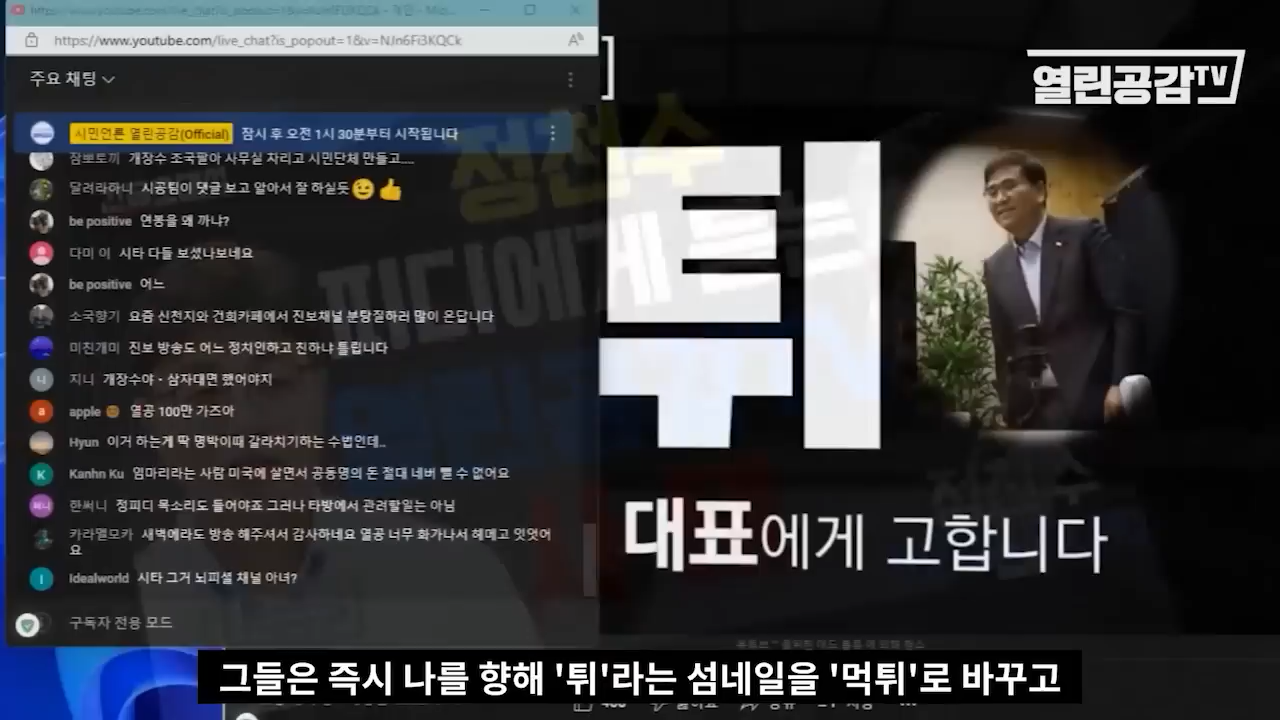 https://www.youtube.com/live_chat?is_popout=1&v=NJn6Fi3KQCk
주요 채팅
열린공감TV
시민언론 열린공감(Official) 잠시 후 오전 1시 30분부터 시작됩니다
잠뽀토끼 개장수 조국팔아 사무실 차리고 시민단체 만들고....
달려라하니 시공팀이 댓글 보고 알아서 잘 하실듯😉👍
be positive 연봉을 왜 까냐?
다미 이 시타 다들 보셨나보네요
be positive 어느
소국향기 요즘 신천지와 건희카페에서 진보채널 분탕질하러 많이 온답니다
미친개미 진보 방송도 어느 정치인하고 친하냐 틀립니다
지니 개장수야 - 삼자대면 했어야지
apple 열공 100만 가즈아
Hyun 이거 하는게 딱 명박이때 갈라치기하는 수법인데..
Kanhn Ku 임마리라는 사람 미국에 살면서 공동명의 돈 절대 네버 뺄 수 없어요
한써니 정피디 목소리도 들어야죠 그러나 타방에서 관려할일는 아님
카라멜모카 새벽에라도 방송 해주셔서 감사하네요 열공 너무 화가나서 헤매고 잇엇어
요
Idealworld 시타 그거 뇌피셜 채널 아녀?
구독자 전용 모드
정천수
피디에게 묻는
튀
대표에게 고합니다
그들은 즉시 나를 향해 '튀'라는 섬네일을 '먹튀'로 바꾸고